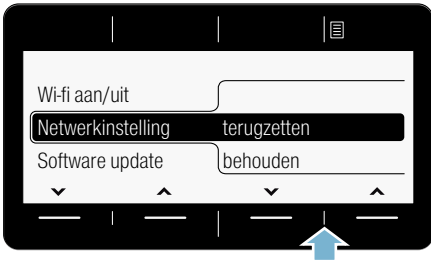 Wi-fi aan/uit
Netwerkinstelling terugzetten
Software update behouden